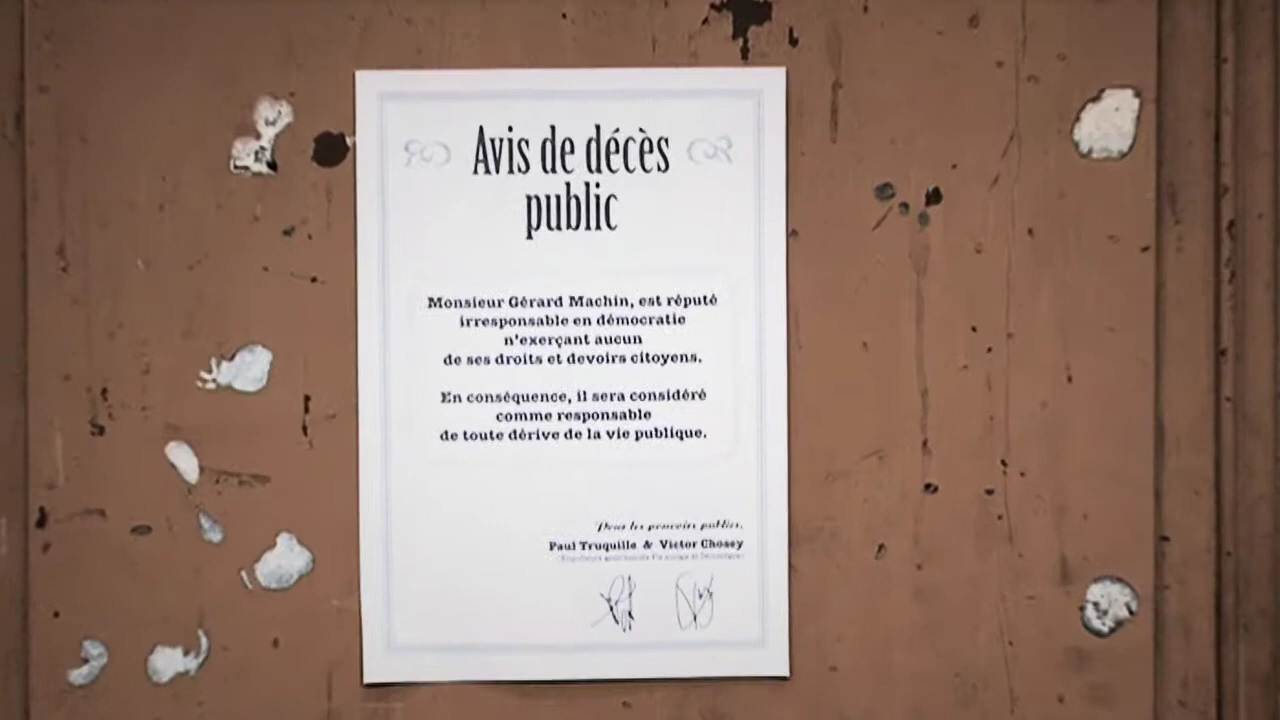 Avis de décès
public
Monsieur Gérard Machin, est réputé
irresponsable en démocratie
n'exerçant aucun
de ses droits et devoirs citoyens.
En conséquence, il sera considéré
comme responsable
de toute dérive de la vie publique.
Pour les pouvoirs publics,
Paul Truquille & Victor Chosey